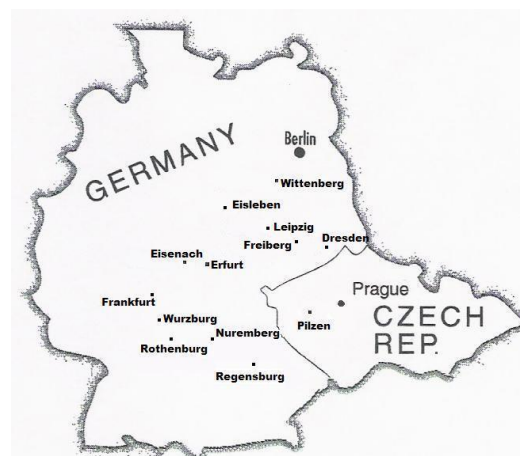 Berlin
GERMANY
Wittenberg
Eisleben
Leipzig
Freiberg
Dresden
Eisenach
Erfurt
Frankfurt
Prague
Wurzburg
Pilzen
CZECH
REP.
Nuremberg
Rothenburg
Regensburg